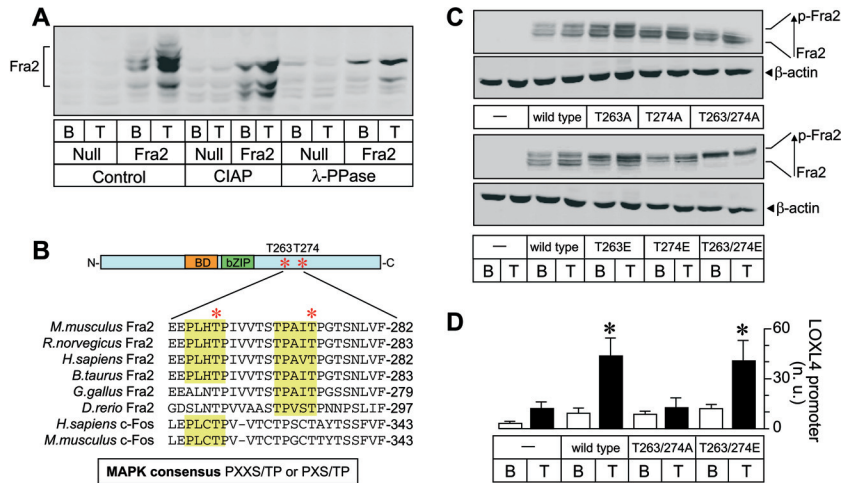 A
Fra2
B T B T B T B T B T B T
Null Fra2 Null Fra2 Null Fra2
Control CIAP λ-PPase
B
T263 T274
N- BD bZIP -C
* *
* *
M.musculus Fra2 EEPLHTPIVVTSTPAITPGTSNLVF-282
R.norvegicus Fra2 EEPLHTPIVVTSTPAITPGTSNLVF-283
H.sapiens Fra2 EEPLHTPIVVTSTPAVTPGTSNLVF-282
B.taurus Fra2 EEPLHTPIVVTSTPAITPGTSNLVF-283
G.gallus Fra2 EEALNTPIVVTSTPAITPGTSNLVF-279
D.rerio Fra2 GDSLNTPVVAASTPVSTPNNPSLIF-297
H.sapiens c-Fos LEPLCTPV-VTCTPSCTAYTSSFVF-343
M.musculus c-Fos LEPLCTPV-VTCTPGCTTYTSSFVF-343
MAPK consensus PXXS/TP or PXS/TP
C
p-Fra2
Fra2
β-actin
— wild type T263A T274A T263/274A
p-Fra2
Fra2
β-actin
— wild type T263E T274E T263/274E
B T B T B T B T B T
D
* *
60
30
0
LOXL4 promoter
(n. u.)
— wild type T263/274A T263/274E
B T B T B T B T